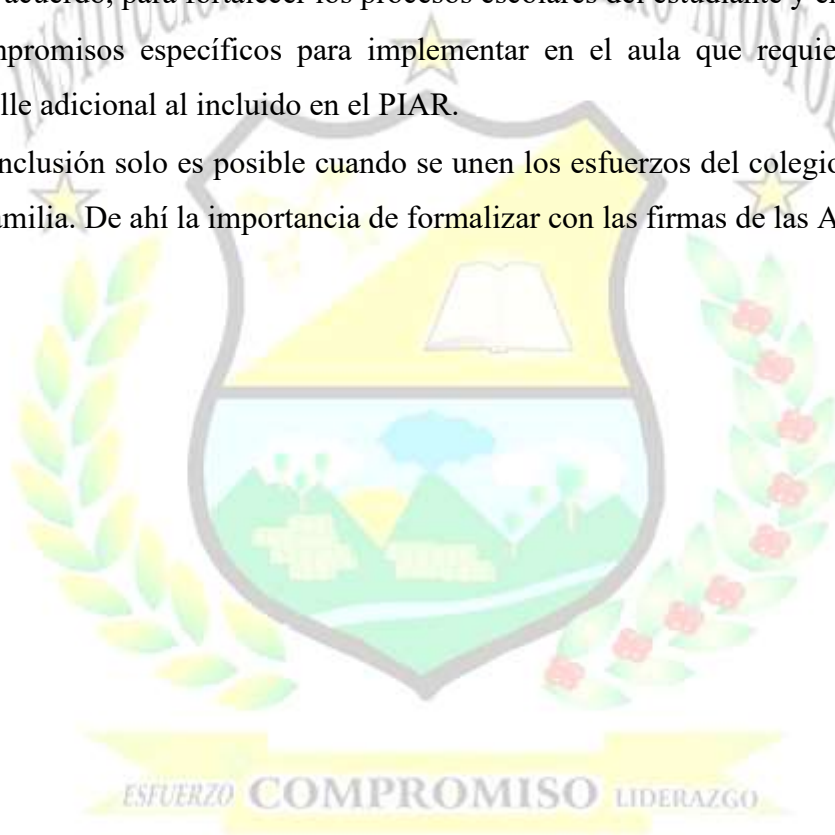 acuerdo, para fortalecer los procesos escolares del estudiante y
compromisos específicos para implementar en el aula que
lle adicional al incluido en el PIAR.
nclusión solo es posible cuando se unen los esfuerzos del colegio
amilia. De ahí la importancia de formalizar con las firmas de las A
ESFUERZO COMPROMISO LIDERAZGO